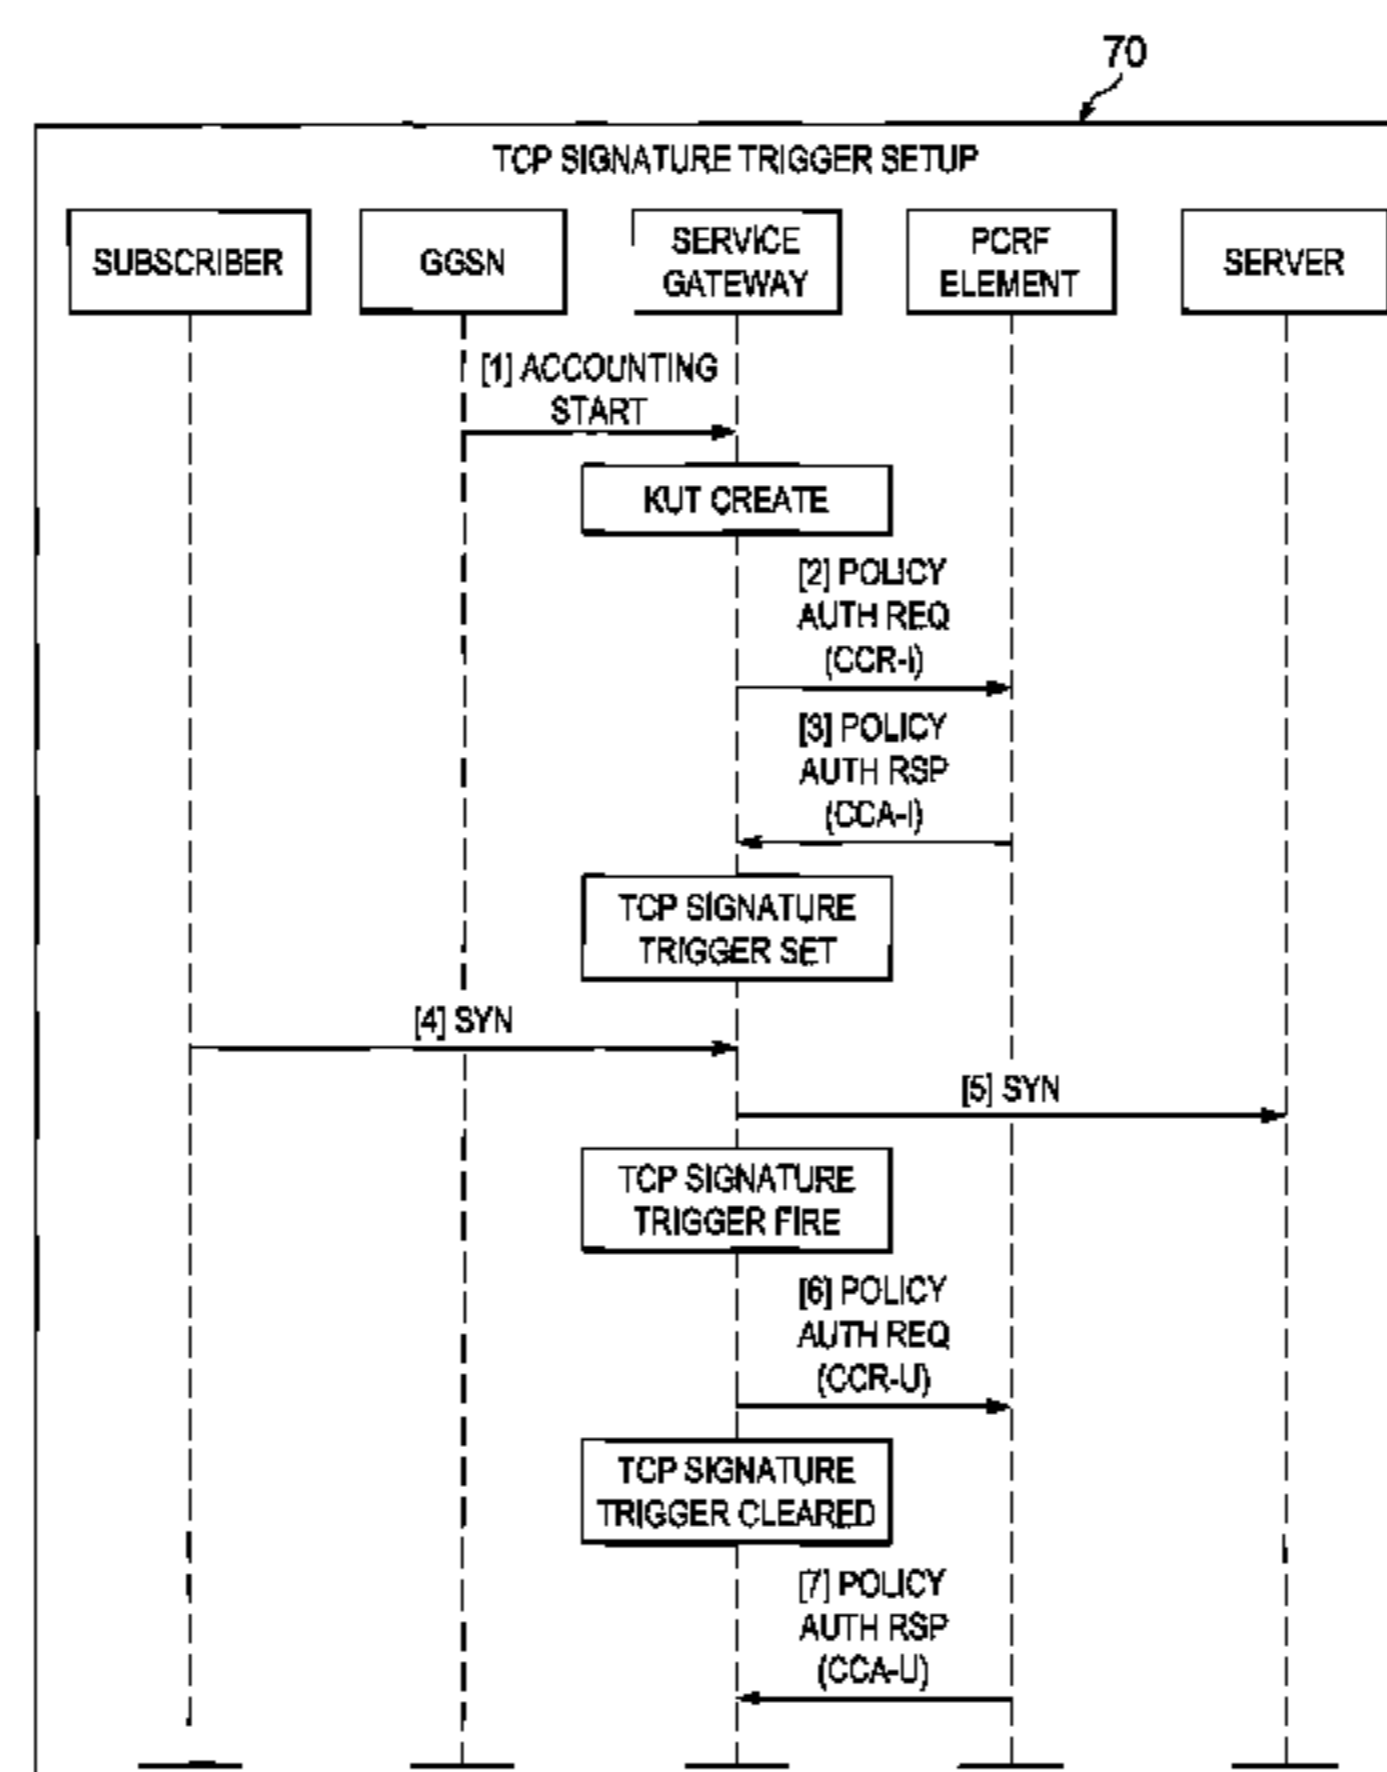 70
TCP SIGNATURE TRIGGER SETUP
SUBSCRIBER
GGSN
SERVICE
GATEWAY
PCRF
ELEMENT
SERVER
[1] ACCOUNTING
START
KUT CREATE
[2] POLICY
AUTH REQ
(CCR-I)
[3] POLICY
AUTH RSP
(CCA-I)
TCP SIGNATURE
TRIGGER SET
[4] SYN
[5] SYN
TCP SIGNATURE
TRIGGER FIRE
[6] POLICY
AUTH REQ
(CCR-U)
TCP SIGNATURE
TRIGGER CLEARED
[7] POLICY
AUTH RSP
(CCA-U)